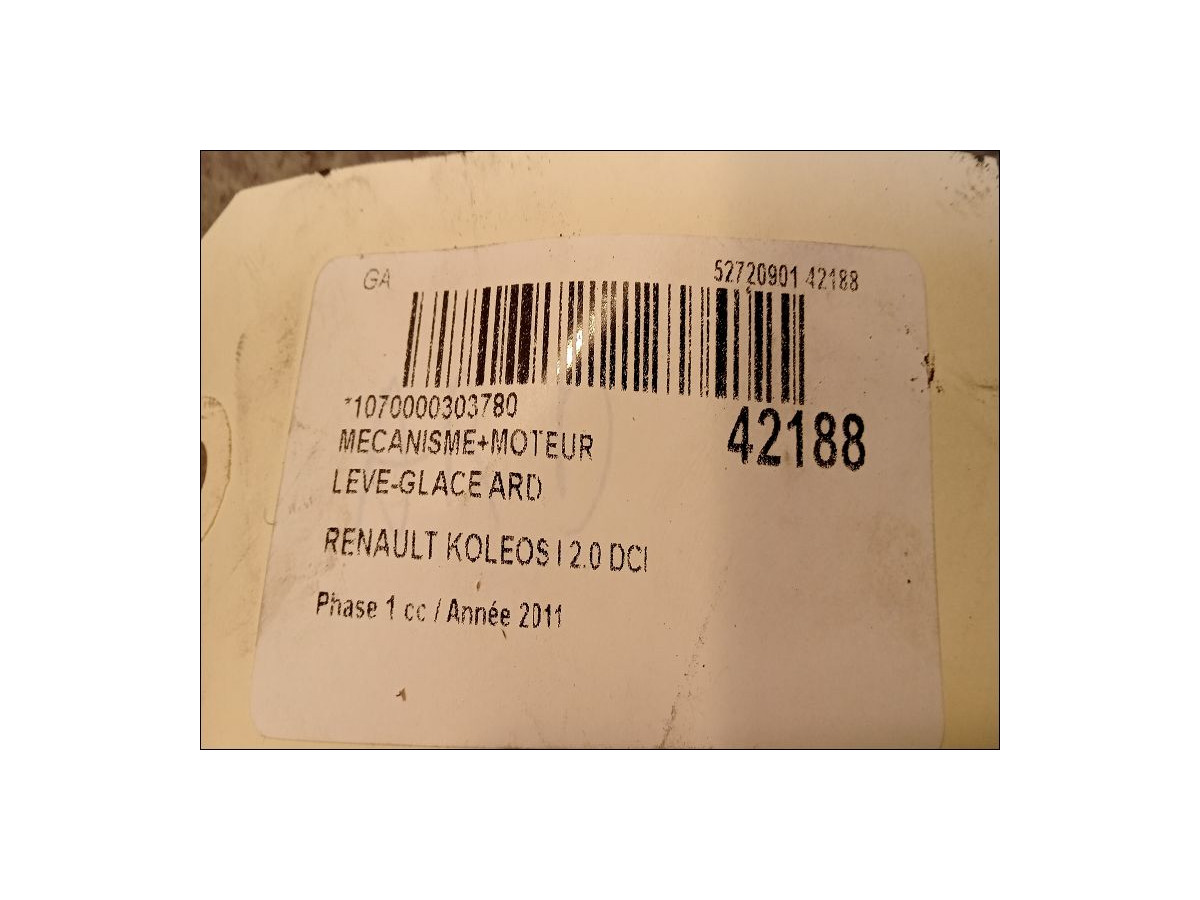 GA 52720901 42188
*1070000303780
42188
MECANISME+MOTEUR
LEVE-GLACE ARD
RENAULT KOLEOS I 2.0 DCI
Phase 1 cc / Année 2011